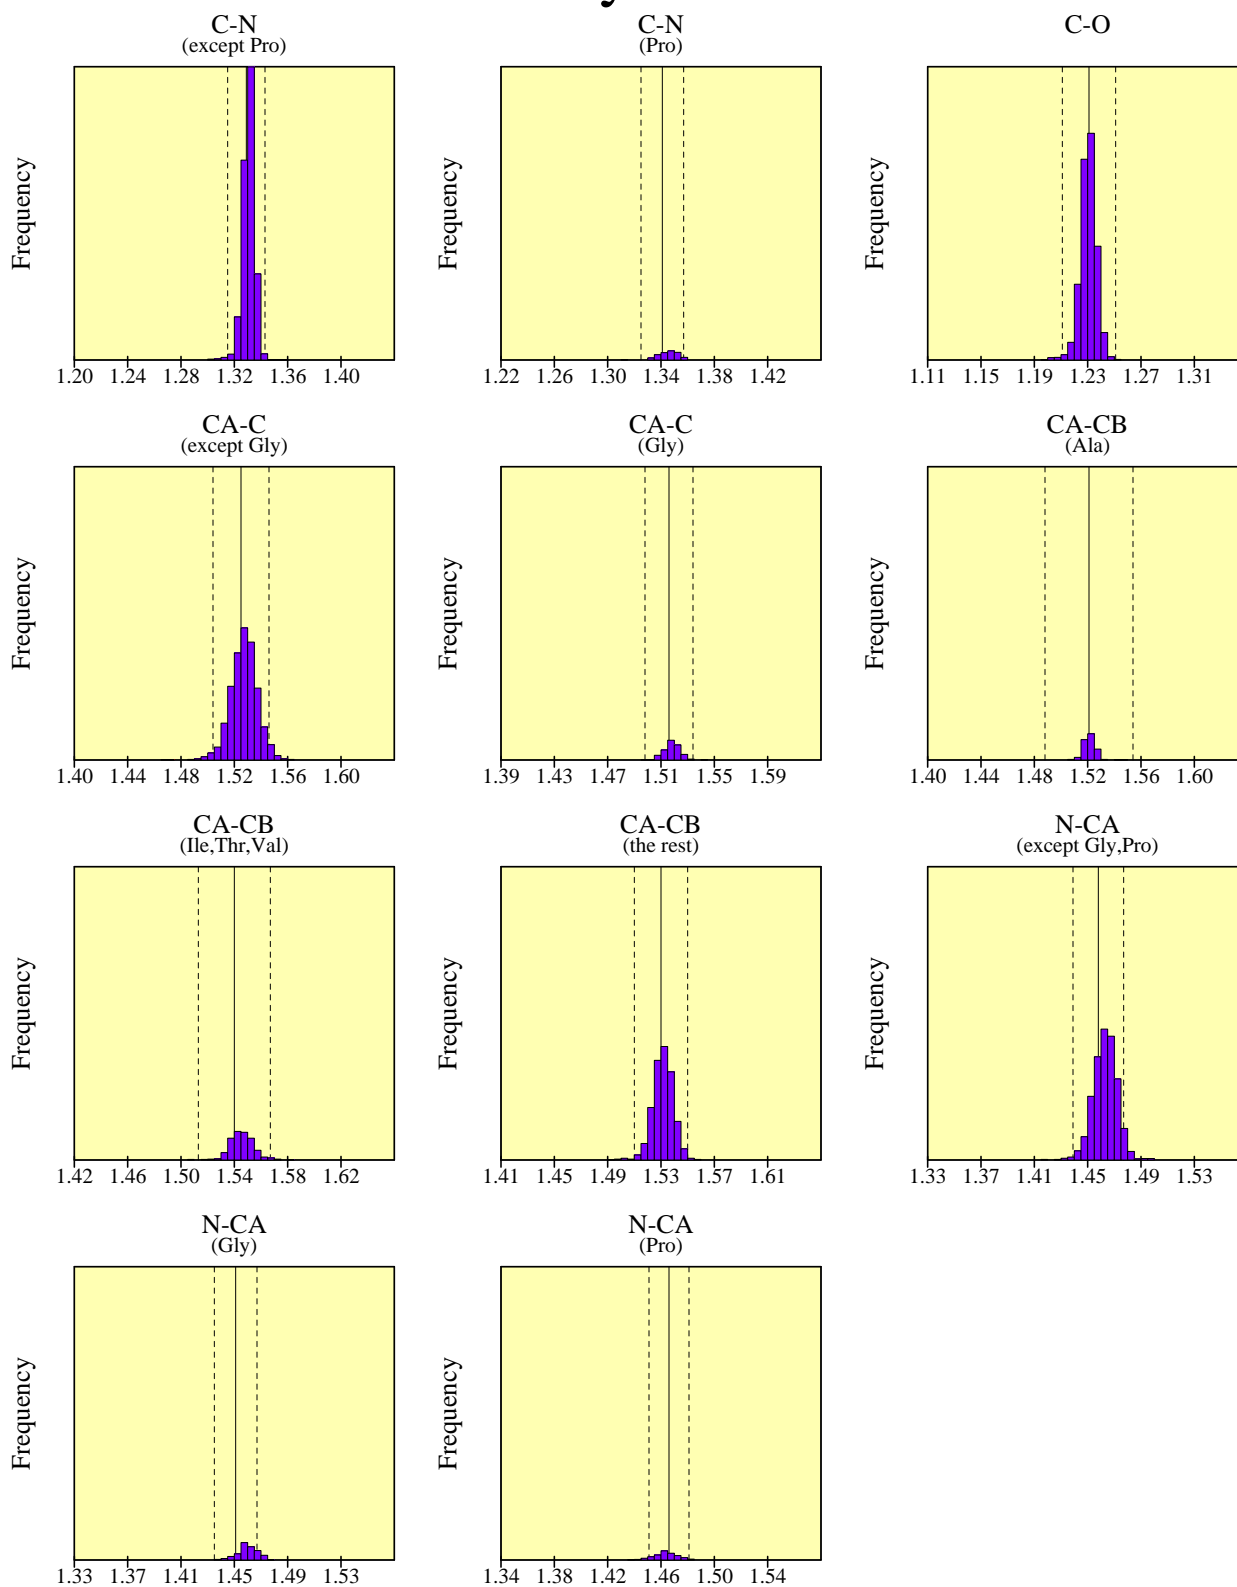 C-N C-N C-O
(except Pro) (Pro)
Frequency Frequency Frequency
1.20 1.24 1.28 1.32 1.36 1.40 1.22 1.26 1.30 1.34 1.38 1.42 1.11 1.15 1.19 1.23 1.27 1.31
CA-C CA-C CA-CB
(except Gly) (Gly) (Ala)
Frequency Frequency Frequency
1.40 1.44 1.48 1.52 1.56 1.60 1.39 1.43 1.47 1.51 1.55 1.59 1.40 1.44 1.48 1.52 1.56 1.60
CA-CB CA-CB N-CA
(Ile,Thr,Val) (the rest) (except Gly,Pro)
Frequency Frequency Frequency
1.42 1.46 1.50 1.54 1.58 1.62 1.41 1.45 1.49 1.53 1.57 1.61 1.33 1.37 1.41 1.45 1.49 1.53
N-CA N-CA
(Gly) (Pro)
Frequency Frequency
1.33 1.37 1.41 1.45 1.49 1.53 1.34 1.38 1.42 1.46 1.50 1.54